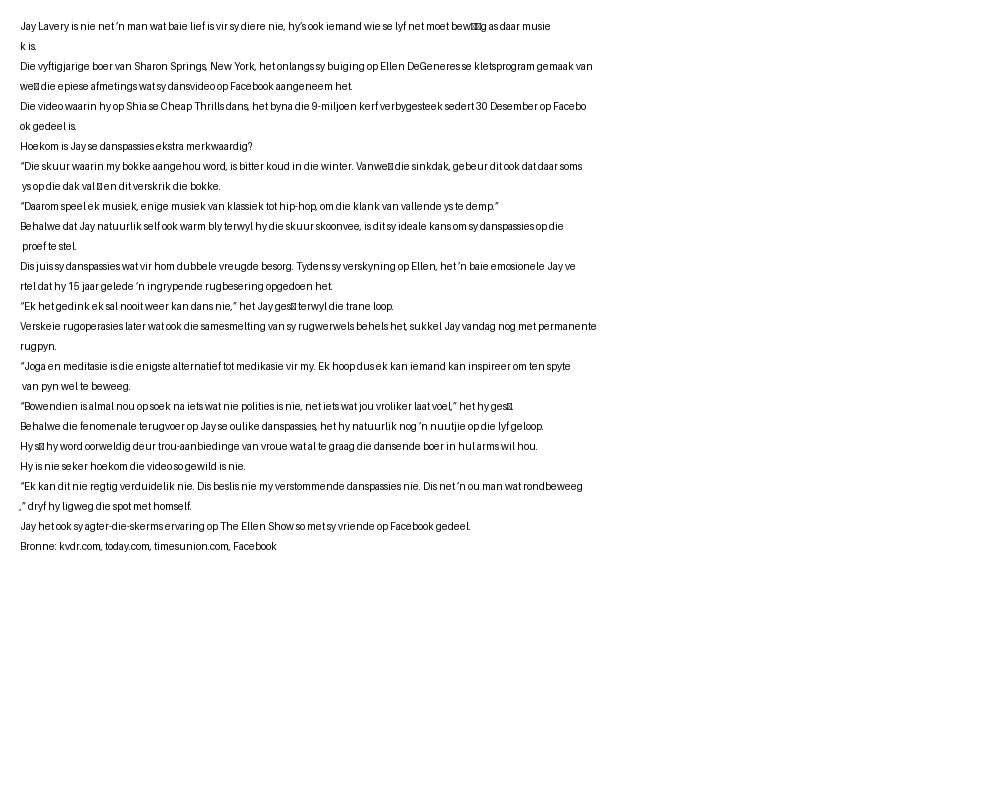 Jay Lavery is nie net 'n man wat baie lief is vir sy diere nie, hy's ook iemand wie se lyf net moet as daar musie
k is.
Die vyftigjarige boer van Sharon Springs, New York, het onlangs sy buiging op Ellen DeGeneres se kletsprogram gemaak van
die epiese afmetings wat sy dansvideo op Facebook aangeneem het.
Die video waarin hy op Shia se Cheap Thrills dans, het byna die 9-miljoen kerf verbygesteek sedert 30 Desember op Facebo
ok gedeel is.
Hoekom is Jay se danspassies ekstra merkwaardig?
"Die skuur waarin my bokke aangehou word, is bitter koud in die winter. die sinkdak, gebeur dit ook dat daar soms
ys op die dak val en dit verskrik die bokke.
"Daarom speel ek musiek, enige musiek van klassiek tot hip-hop, om die klank van vallende ys te demp."
Behalwe dat Jay natuurlik self ook warm bly terwyl hy die skuur skoonvee, is dit sy ideale kans om sy danspassies op die
proef te stel.
Dis juis sy danspassies wat vir hom dubbele vreugde besorg. Tydens sy verskyning op Ellen, het 'n baie emosionele Jay ve
rtel dat hy 15 jaar gelede 'n ingrypende rugbesering opgedoen het.
"Ek het gedink ek sal nooit weer kan dans nie," het Jay terwyl die trane loop.
Verskeie rugoperasies later wat ook die samesmelting van sy rugwerwels behels het, sukkel Jay vandag nog met permanente
rugpyn.
"Joga en meditasie is die enigste alternatief tot medikasie vir my. Ek hoop dus ek kan iemand kan inspireer om ten spyte
van pyn wel te beweeg.
"Bowendien is almal nou op soek na iets wat nie polities is nie, net iets wat jou vroliker laat voel," het hy
Behalwe die fenomenale terugvoer op Jay se oulike danspassies, het hy natuurlik nog 'n nuutjie op die lyf geloop.
Hy hy word oorweldig deur trou-aanbiedinge van vroue wat al te graag die dansende boer in hul arms wil hou.
Hy is nie seker hoekom die video so gewild is nie.
"Ek kan dit nie regtig verduidelik nie. Dis beslis nie my verstommende danspassies nie. Dis net 'n ou man wat rondbeweeg
," dryf hy ligweg die spot met homself.
Jay het ook sy agter-die-skerms ervaring op The Ellen Show so met sy vriende op Facebook gedeel.
Bronne: kvdr.com, today.com, timesunion.com, Facebook